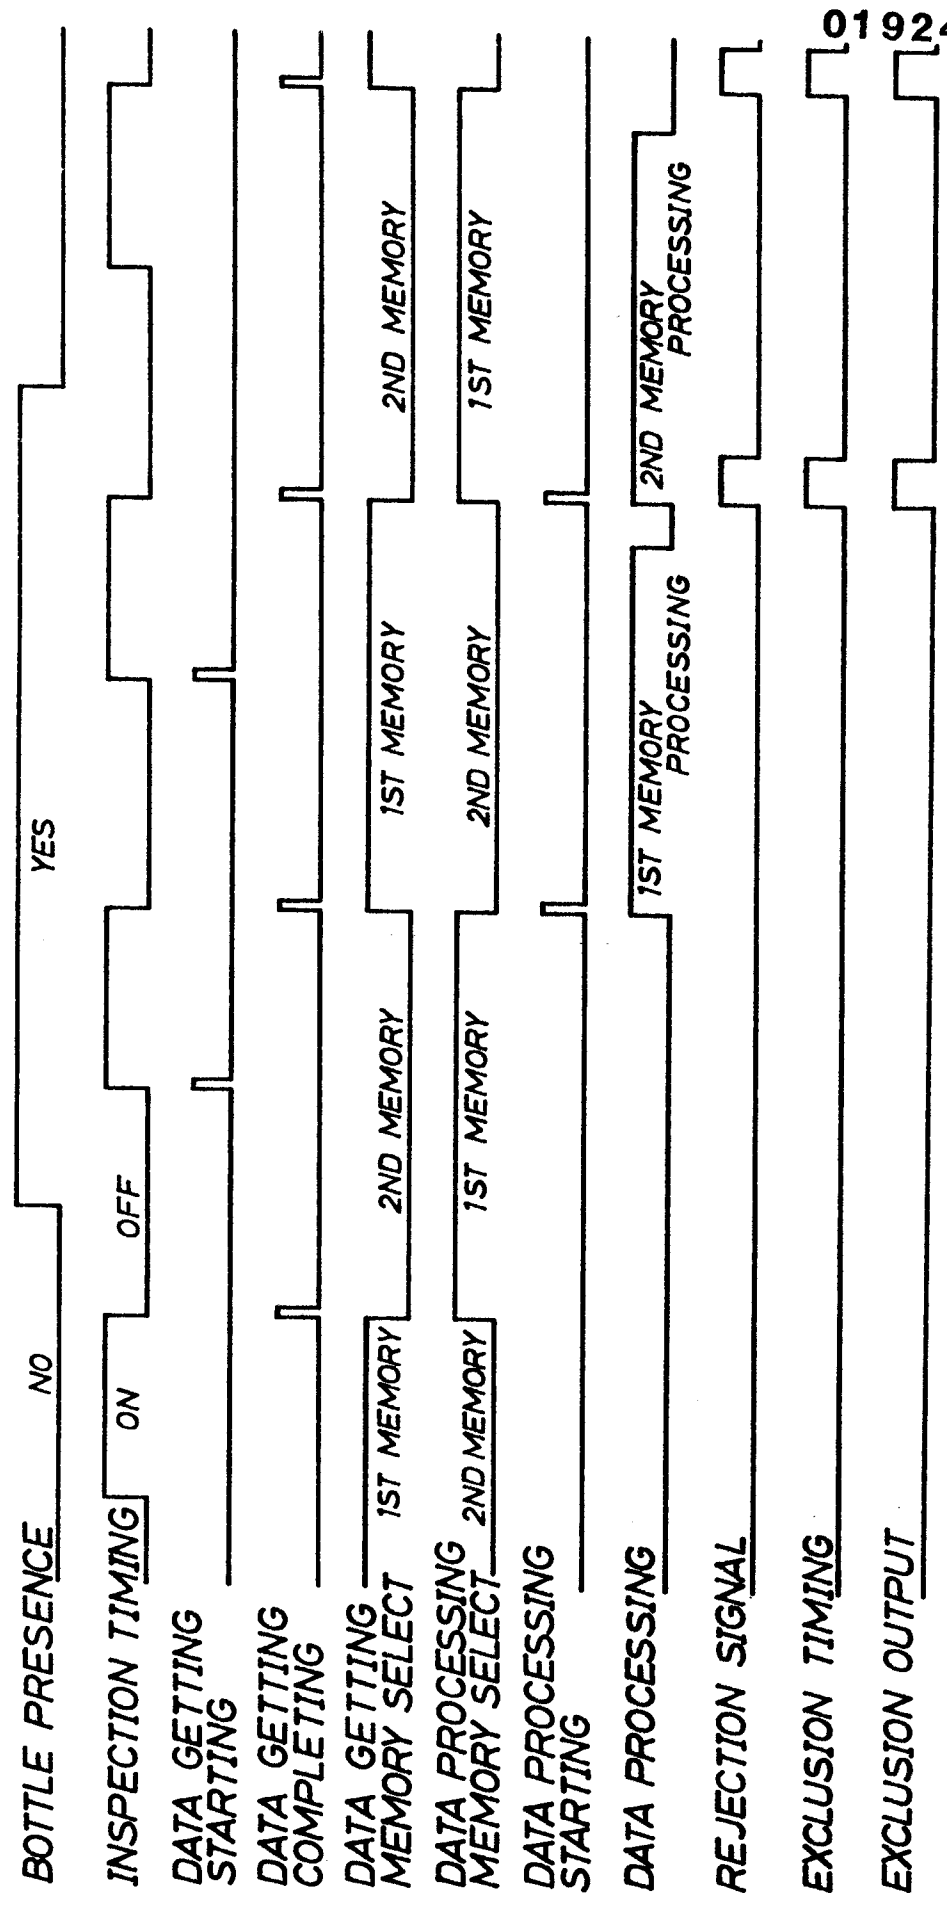 01924
BOTTLE PRESENCE NO YES
INSPECTION TIMING ON OFF
DATA GETTING
STARTING
DATA GETTING
COMPLETING
DATA GETTING
MEMORY SELECT 1ST MEMORY 2ND MEMORY 1ST MEMORY 2ND MEMORY
DATA PROCESSING
MEMORY SELECT 2ND MEMORY 1ST MEMORY 2ND MEMORY 1ST MEMORY
DATA PROCESSING
STARTING
DATA PROCESSING 1ST MEMORY 2ND MEMORY
PROCESSING PROCESSING
REJECTION SIGNAL
EXCLUSION TIMING
EXCLUSION OUTPUT